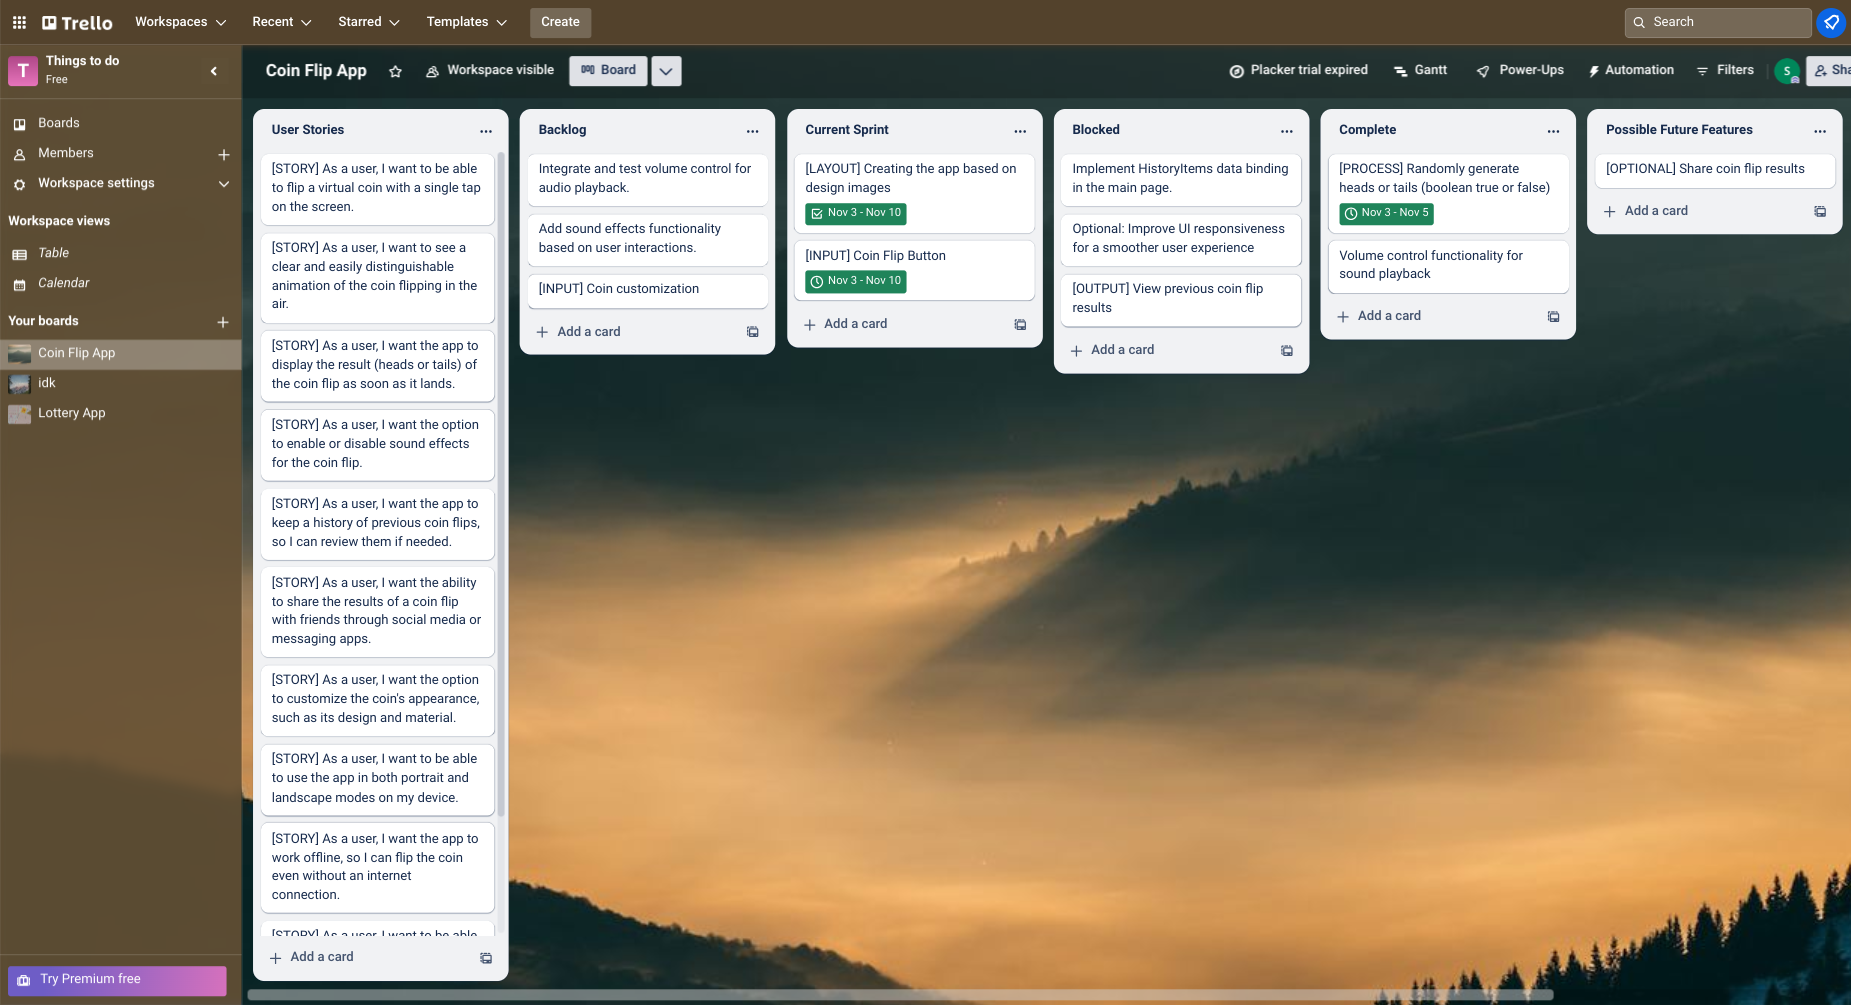 Trello
Workspaces
Recent
Starred
Templates
Create
Search
T
Things to do
Free
Boards
Members
Workspace settings
Workspace views
Table
Calendar
Your boards
Coin Flip App
idk
Lottery App
Try Premium free
Coin Flip App
Workspace visible
Board
Placker trial expired
Gantt
Power-Ups
Automation
Filters
S
Sha
User Stories
[STORY] As a user, I want to be able
to flip a virtual coin with a single tap
on the screen.
[STORY] As a user, I want to see a
clear and easily distinguishable
animation of the coin flipping in the
air.
[STORY] As a user, I want the app to
display the result (heads or tails) of
the coin flip as soon as it lands.
[STORY] As a user, I want the option
to enable or disable sound effects
for the coin flip.
[STORY] As a user, I want the app to
keep a history of previous coin flips,
so I can review them if needed.
[STORY] As a user, I want the ability
to share the results of a coin flip
with friends through social media or
messaging apps.
[STORY] As a user, I want the option
to customize the coin's appearance,
such as its design and material.
[STORY] As a user, I want to be able
to use the app in both portrait and
landscape modes on my device.
[STORY] As a user, I want the app to
work offline, so I can flip the coin
even without an internet
connection.
[STORY] As a user, I want to be able
Add a card
Backlog
Integrate and test volume control for
audio playback.
Add sound effects functionality
based on user interactions.
[INPUT] Coin customization
Add a card
Current Sprint
[LAYOUT] Creating the app based on
design images
Nov 3 - Nov 10
[INPUT] Coin Flip Button
Nov 3 - Nov 10
Add a card
Blocked
Implement HistoryItems data binding
in the main page.
Optional: Improve UI responsiveness
for a smoother user experience
[OUTPUT] View previous coin flip
results
Add a card
Complete
[PROCESS] Randomly generate
heads or tails (boolean true or false)
Nov 3 - Nov 5
Volume control functionality for
sound playback
Add a card
Possible Future Features
[OPTIONAL] Share coin flip results
Add a card